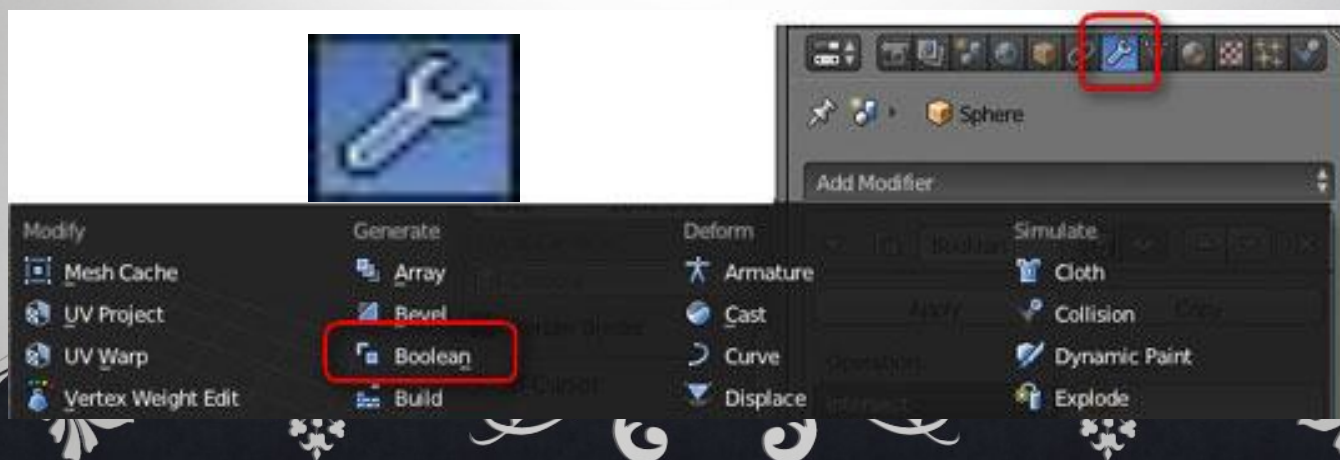 Sphere
Add Modifier
Modify Generate Deform Simulate
Mesh Cache Array Armature Cloth
UV Project Bevel Cast Collision
UV Warp Boolean Curve Dynamic Paint
Vertex Weight Edit Build Displace Explode